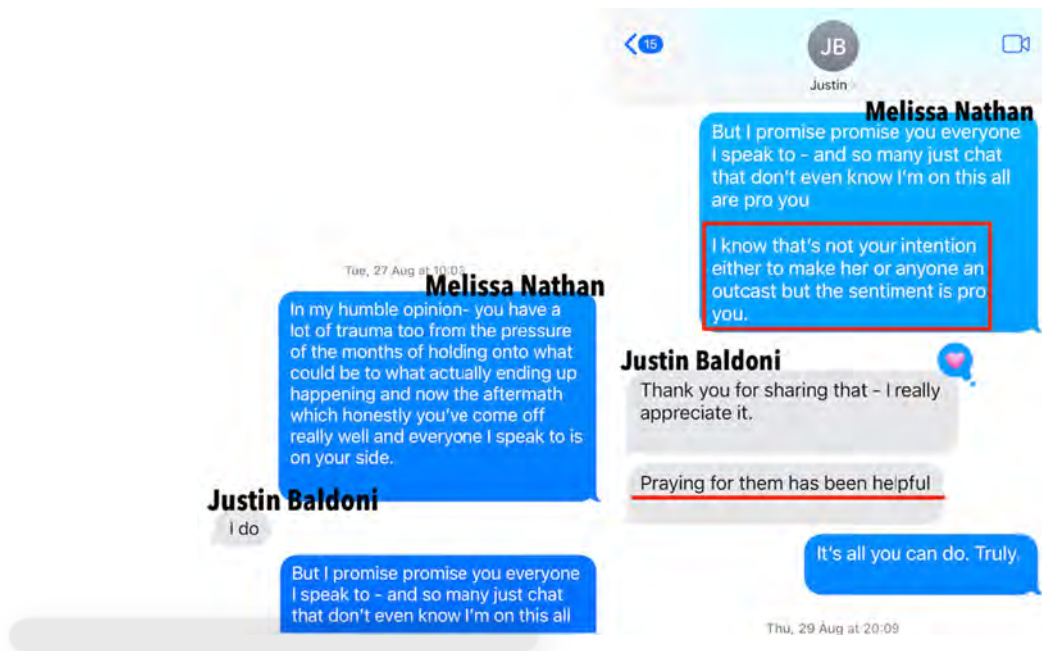 Tue, 27 Aug at 10:03
Melissa Nathan
In my humble opinion- you have a
lot of trauma too from the pressure
of the months of holding onto what
could be to what actually ending up
happening and now the aftermath
which honestly you've come off
really well and everyone I speak to is
on your side.
Justin Baldoni
I do
But I promise promise you everyone
I speak to - and so many just chat
that don't even know I'm on this all
15
JB
Justin
Melissa Nathan
But I promise promise you everyone
I speak to - and so many just chat
that don't even know I'm on this all
are pro you
I know that's not your intention
either to make her or anyone an
outcast but the sentiment is pro
you.
Justin Baldoni
Thank you for sharing that - I really
appreciate it.
Praying for them has been helpful
It's all you can do. Truly.
Thu, 29 Aug at 20:09